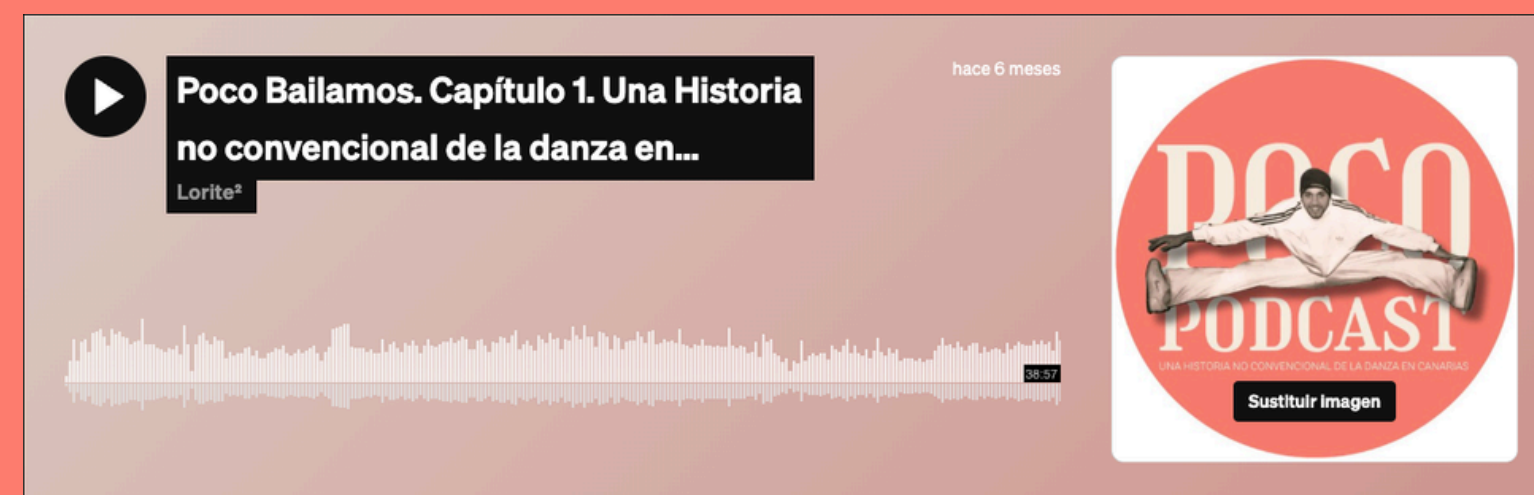 Poco Bailamos. Capítulo 1. Una Historia
no convencional de la danza en...
Lorite²
hace 6 meses
38:57
POCO
PODCAST
UNA HISTORIA NO CONVENCIONAL DE LA DANZA EN CANARIAS
Sustituir imagen